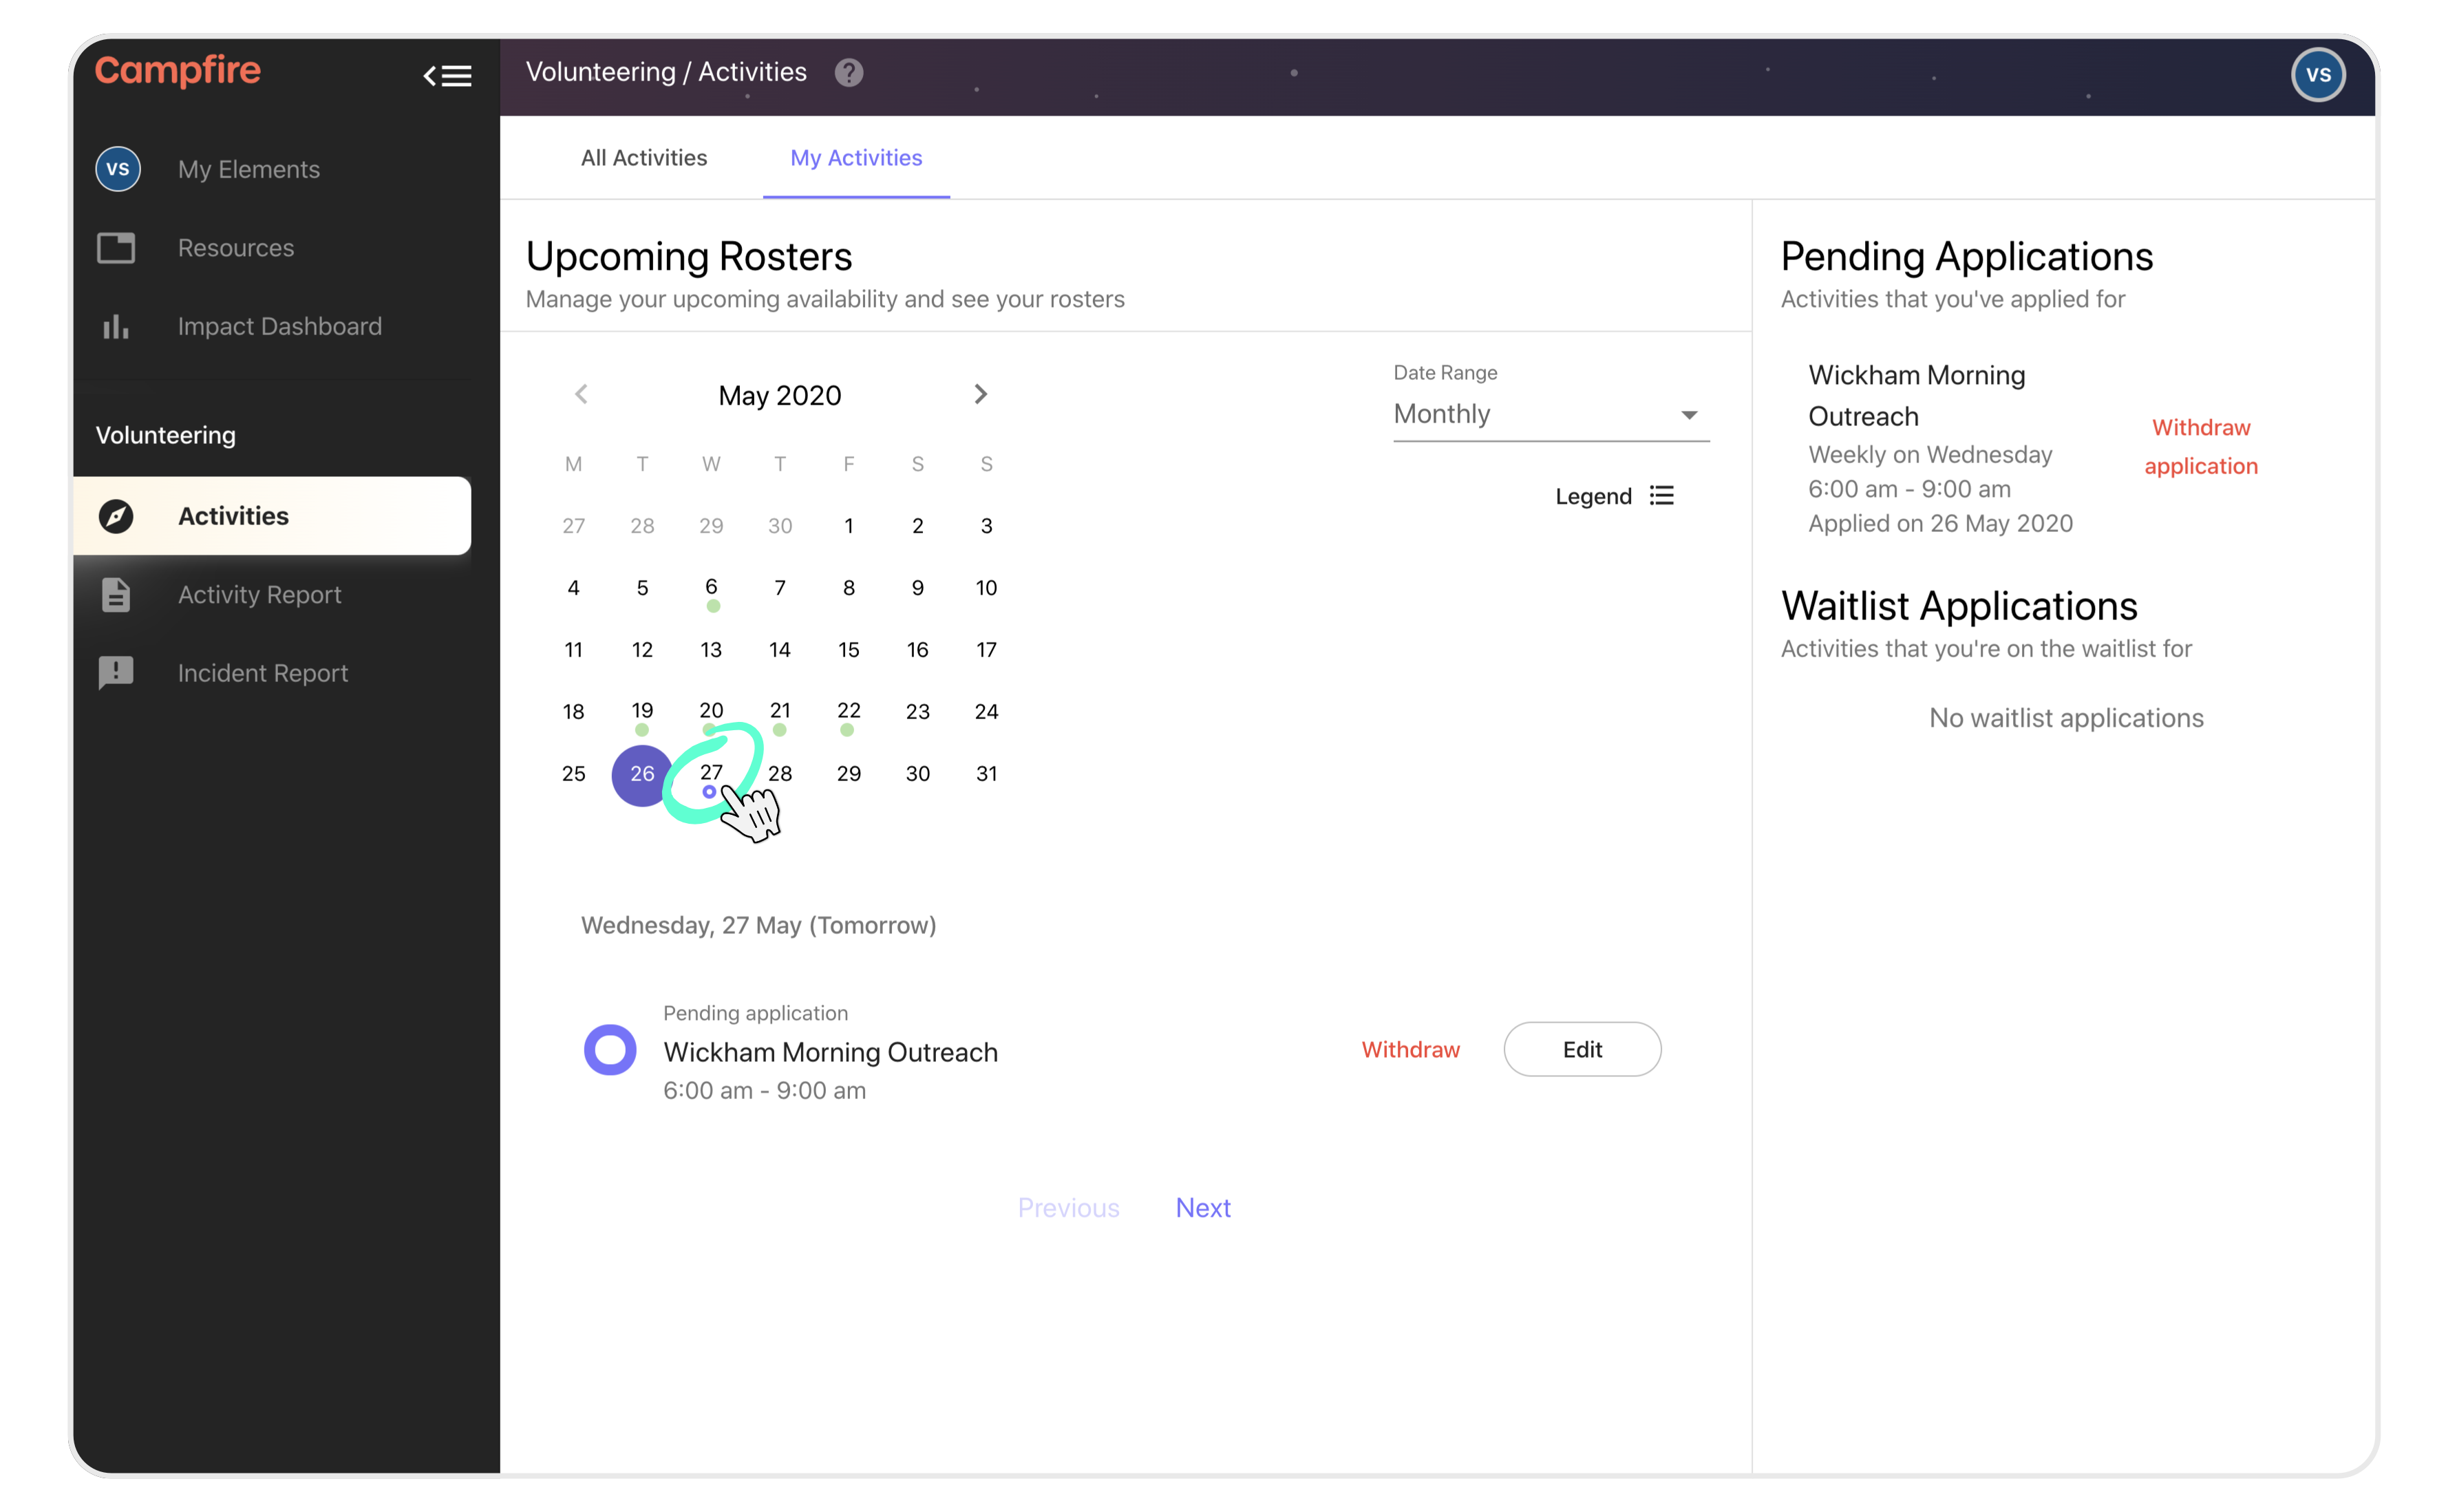 Campfire
VS My Elements
Resources
Impact Dashboard
Volunteering
Activities
Activity Report
Incident Report
Volunteering / Activities ?
VS
All Activities My Activities
Upcoming Rosters
Manage your upcoming availability and see your rosters
May 2020
M T W T F S S
27 28 29 30 1 2 3
4 5 6 7 8 9 10
11 12 13 14 15 16 17
18 19 20 21 22 23 24
25 26 27 28 29 30 31
Date Range
Monthly
Legend
Wednesday, 27 May (Tomorrow)
Pending application
Wickham Morning Outreach
6:00 am - 9:00 am
Withdraw Edit
Previous Next
Pending Applications
Activities that you've applied for
Wickham Morning
Outreach
Weekly on Wednesday
6:00 am - 9:00 am
Applied on 26 May 2020
Withdraw
application
Waitlist Applications
Activities that you're on the waitlist for
No waitlist applications